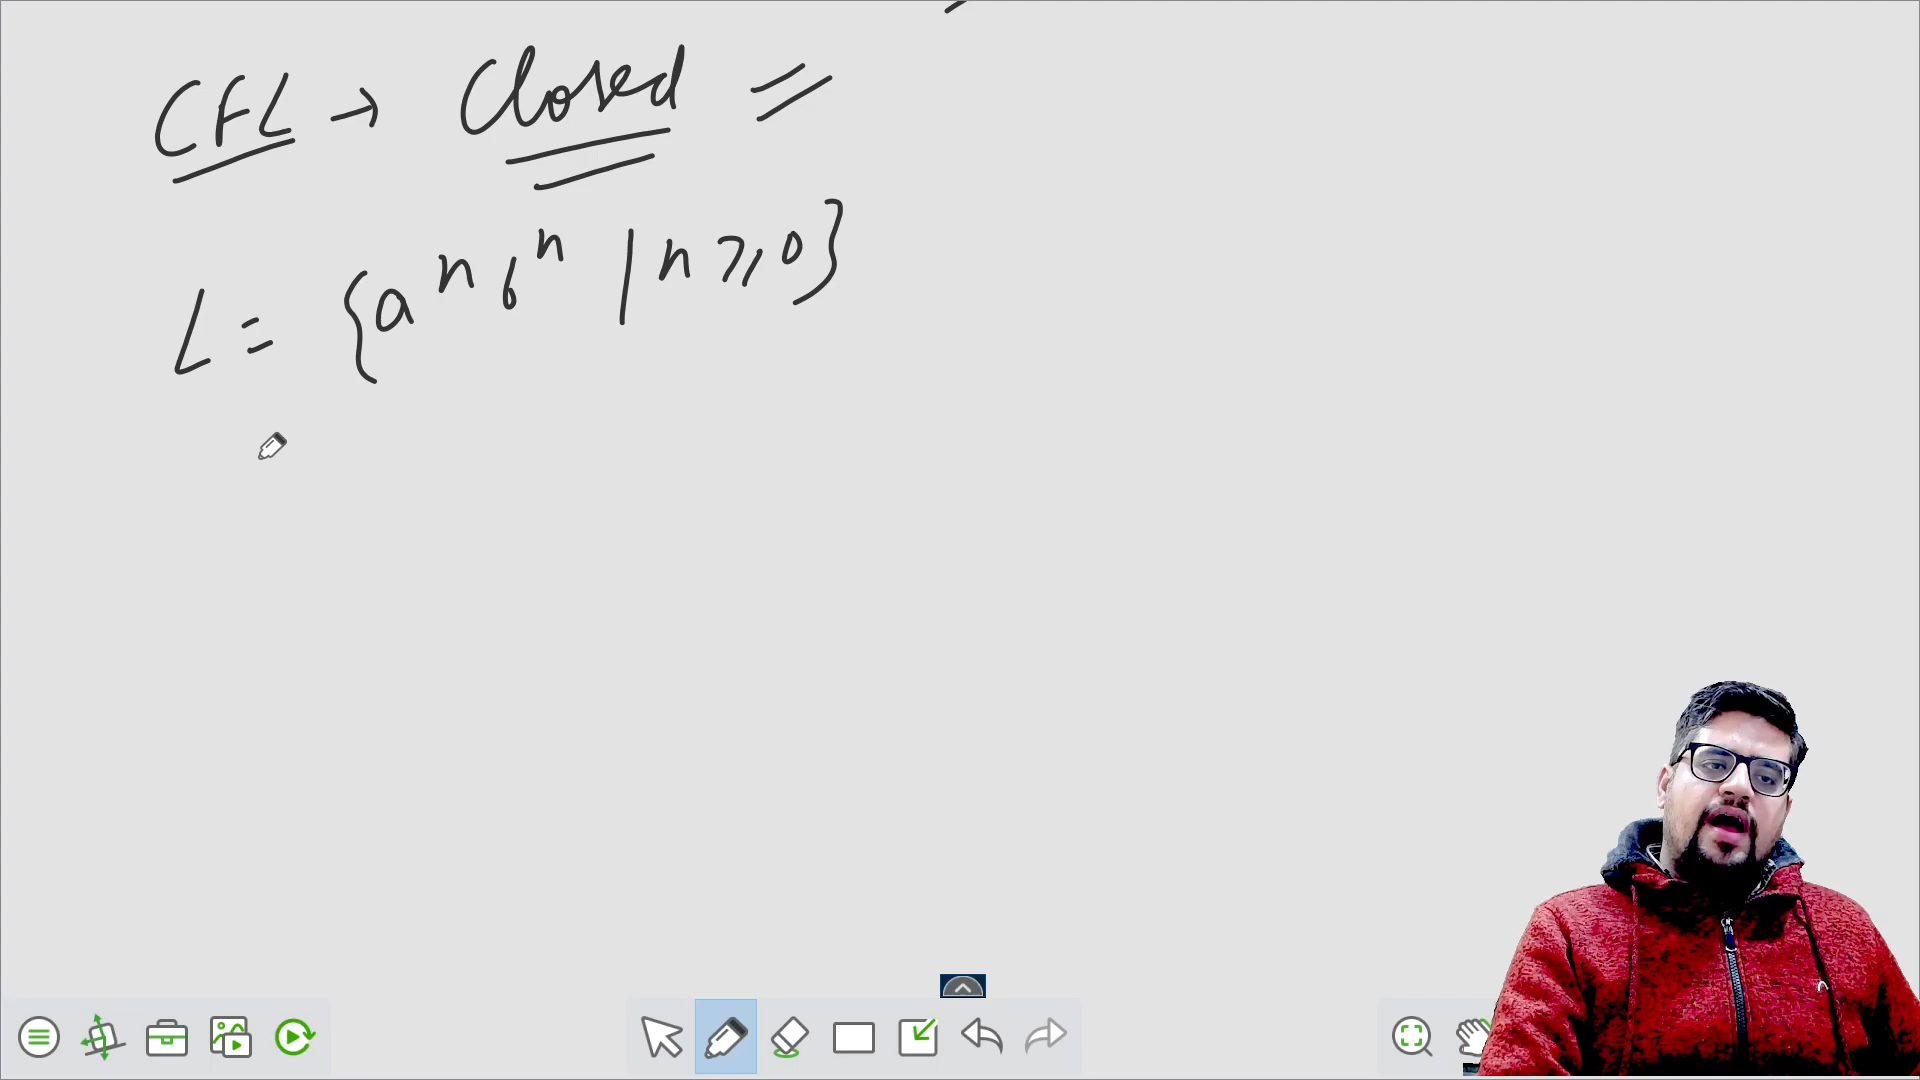 CFL → Closed
L = {aⁿbⁿ | n ≥ 0}